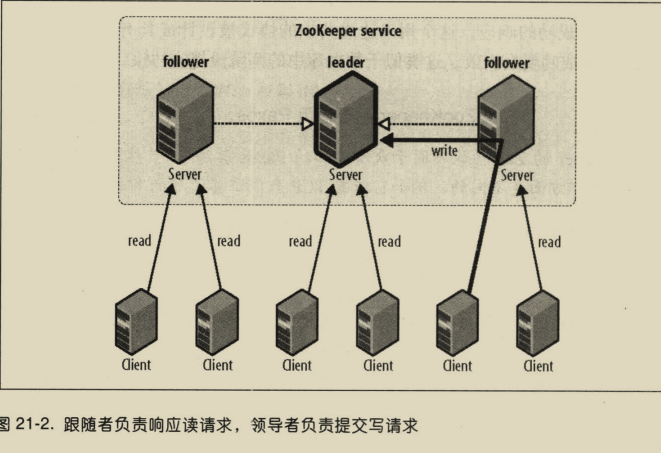 ZooKeeper service
follower
leader
follower
write
Server
Server
Server
read
read
read
read
read
Client
Client
Client
Client
Client
Client
图 21-2. 跟随者负责响应读请求，领导者负责提交写请求